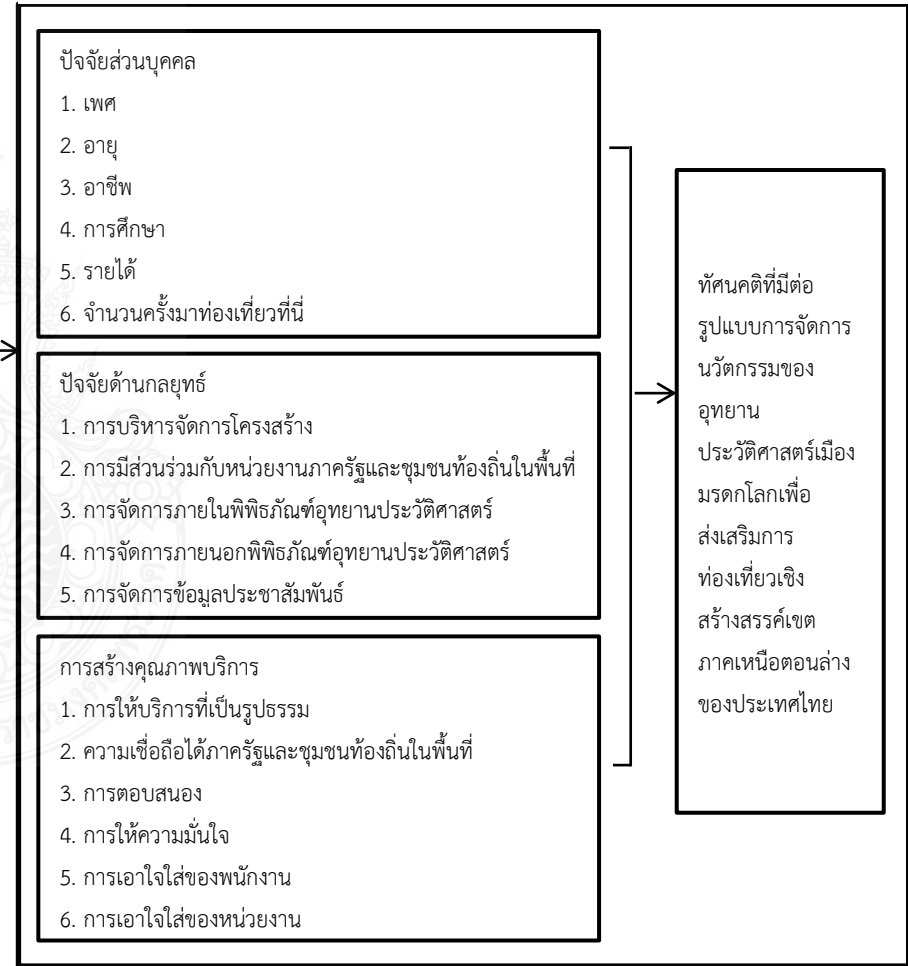 ปัจจัยส่วนบุคคล
1. เพศ
2. อายุ
3. อาชีพ
4. การศึกษา
5. รายได้
6. จำนวนครั้งมาท่องเที่ยวที่นี่
ปัจจัยด้านกลยุทธ์
1. การบริหารจัดการโครงสร้าง
2. การมีส่วนร่วมกับหน่วยงานภาครัฐและชุมชนท้องถิ่นในพื้นที่
3. การจัดการภายในพิพิธภัณฑ์อุทยานประวัติศาสตร์
4. การจัดการภายนอกพิพิธภัณฑ์อุทยานประวัติศาสตร์
5. การจัดการข้อมูลประชาสัมพันธ์
การสร้างคุณภาพบริการ
1. การให้บริการที่เป็นรูปธรรม
2. ความเชื่อถือได้ภาครัฐและชุมชนท้องถิ่นในพื้นที่
3. การตอบสนอง
4. การให้ความมั่นใจ
5. การเอาใจใส่ของพนักงาน
6. การเอาใจใส่ของหน่วยงาน
ทัศนคติที่มีต่อ
รูปแบบการจัดการ
นวัตกรรมของ
อุทยาน
ประวัติศาสตร์เมือง
มรดกโลกเพื่อ
ส่งเสริมการ
ท่องเที่ยวเชิง
สร้างสรรค์เขต
ภาคเหนือตอนล่าง
ของประเทศไทย